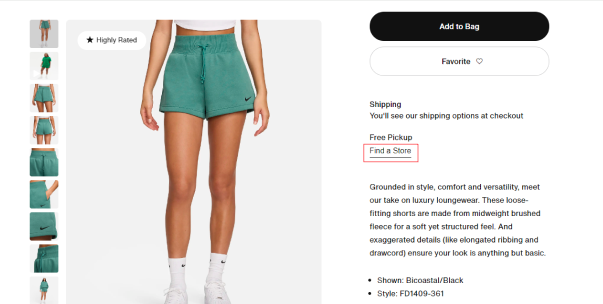 Highly Rated
Add to Bag
Favorite
Shipping
You'll see our shipping options at checkout
Free Pickup
Find a Store
Grounded in style, comfort and versatility, meet
our take on luxury loungewear. These loose-
fitting shorts are made from midweight brushed
fleece for a soft yet structured feel. And
exaggerated details (like elongated ribbing and
drawcord) ensure your look is anything but basic.
Shown: Bicoastal/Black
Style: FD1409-361